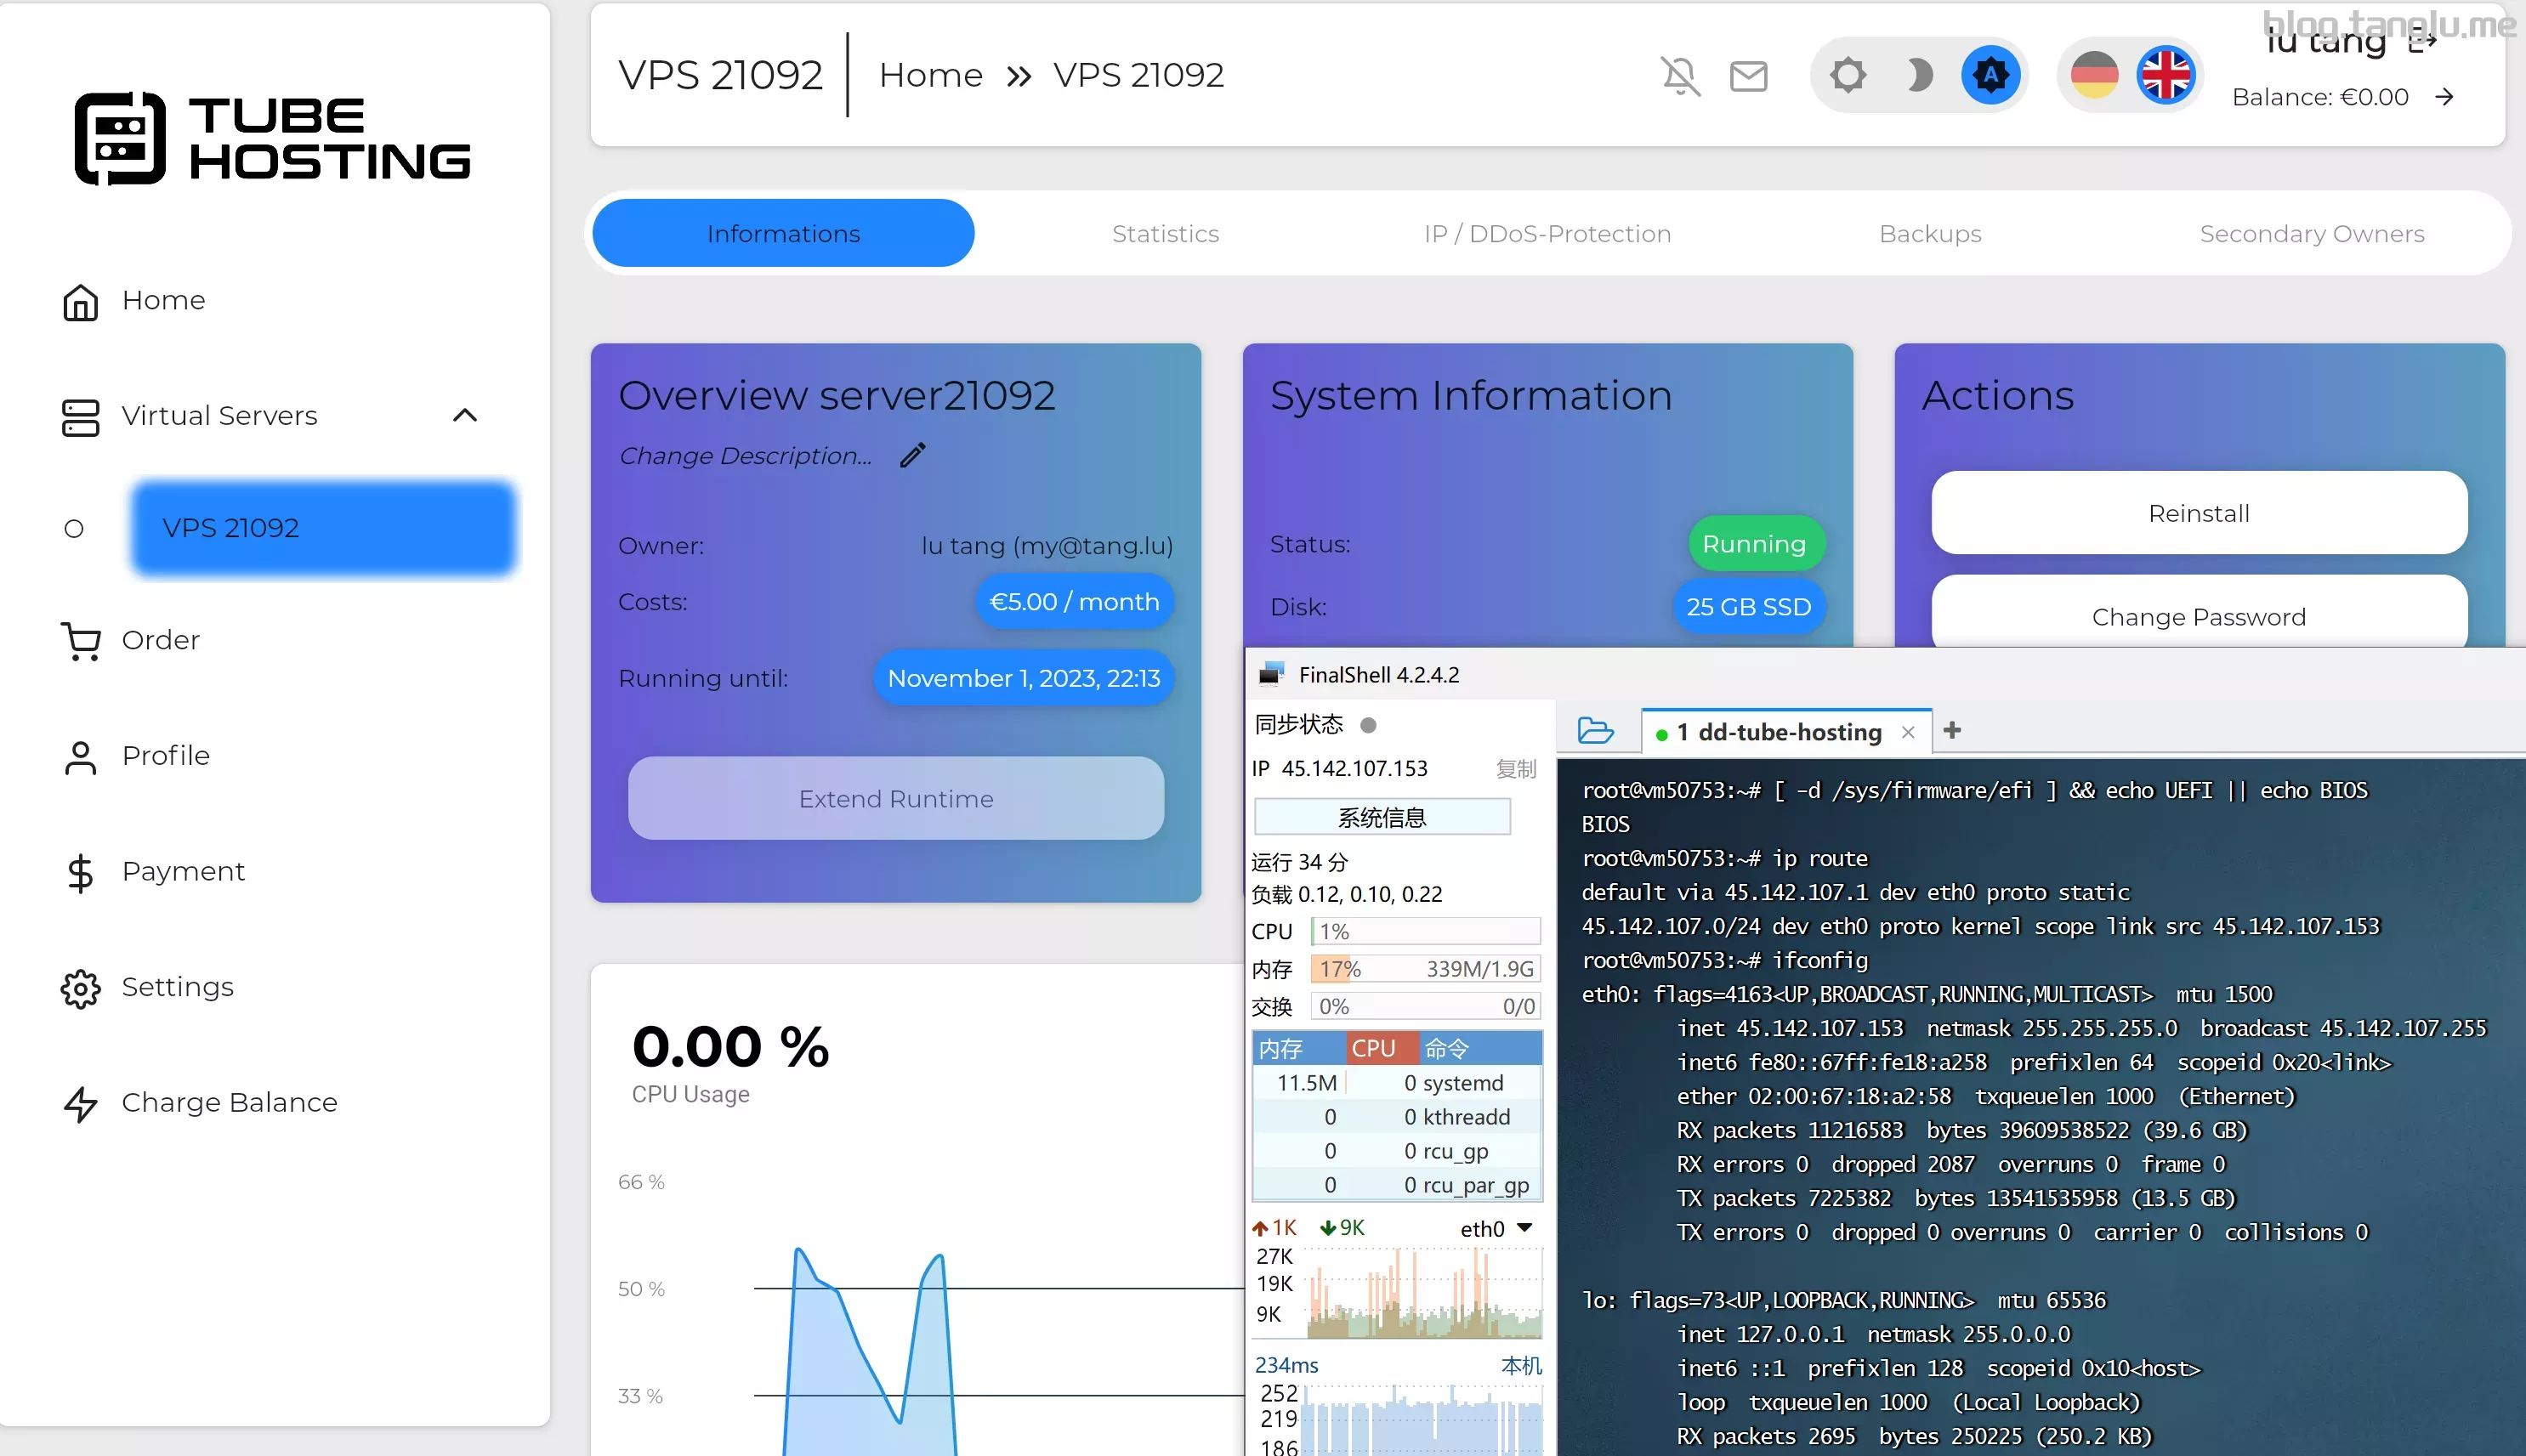 blog.tanglu.me
TUBE
HOSTING
Home
Virtual Servers
VPS 21092
Order
Profile
Payment
Settings
Charge Balance
VPS 21092
Home » VPS 21092
A
lu tang
Balance: €0.00
Informations
Statistics
IP / DDoS-Protection
Backups
Secondary Owners
Overview server21092
Change Description...
Owner: lu tang (my@tang.lu)
Costs: €5.00 / month
Running until: November 1, 2023, 22:13
Extend Runtime
System Information
Status: Running
Disk: 25 GB SSD
Actions
Reinstall
Change Password
0.00 %
CPU Usage
66 %
50 %
33 %
FinalShell 4.2.4.2
同步状态
IP 45.142.107.153 复制
系统信息
运行 34 分
负载 0.12, 0.10, 0.22
CPU 1%
内存 17% 339M/1.9G
交换 0% 0/0
内存 CPU 命令
11.5M 0 systemd
0 0 kthreadd
0 0 rcu_gp
0 0 rcu_par_gp
1K 9K eth0
27K
19K
9K
234ms 本机
252
219
186
1 dd-tube-hosting × +
root@vm50753:~# [ -d /sys/firmware/efi ] && echo UEFI || echo BIOS
BIOS
root@vm50753:~# ip route
default via 45.142.107.1 dev eth0 proto static
45.142.107.0/24 dev eth0 proto kernel scope link src 45.142.107.153
root@vm50753:~# ifconfig
eth0: flags=4163<UP,BROADCAST,RUNNING,MULTICAST>  mtu 1500
inet 45.142.107.153  netmask 255.255.255.0  broadcast 45.142.107.255
inet6 fe80::67ff:fe18:a258  prefixlen 64  scopeid 0x20<link>
ether 02:00:67:18:a2:58  txqueuelen 1000  (Ethernet)
RX packets 11216583  bytes 39609538522 (39.6 GB)
RX errors 0  dropped 2087  overruns 0  frame 0
TX packets 7225382  bytes 13541535958 (13.5 GB)
TX errors 0  dropped 0 overruns 0  carrier 0  collisions 0
lo: flags=73<UP,LOOPBACK,RUNNING>  mtu 65536
inet 127.0.0.1  netmask 255.0.0.0
inet6 ::1  prefixlen 128  scopeid 0x10<host>
loop  txqueuelen 1000  (Local Loopback)
RX packets 2695  bytes 250225 (250.2 KB)